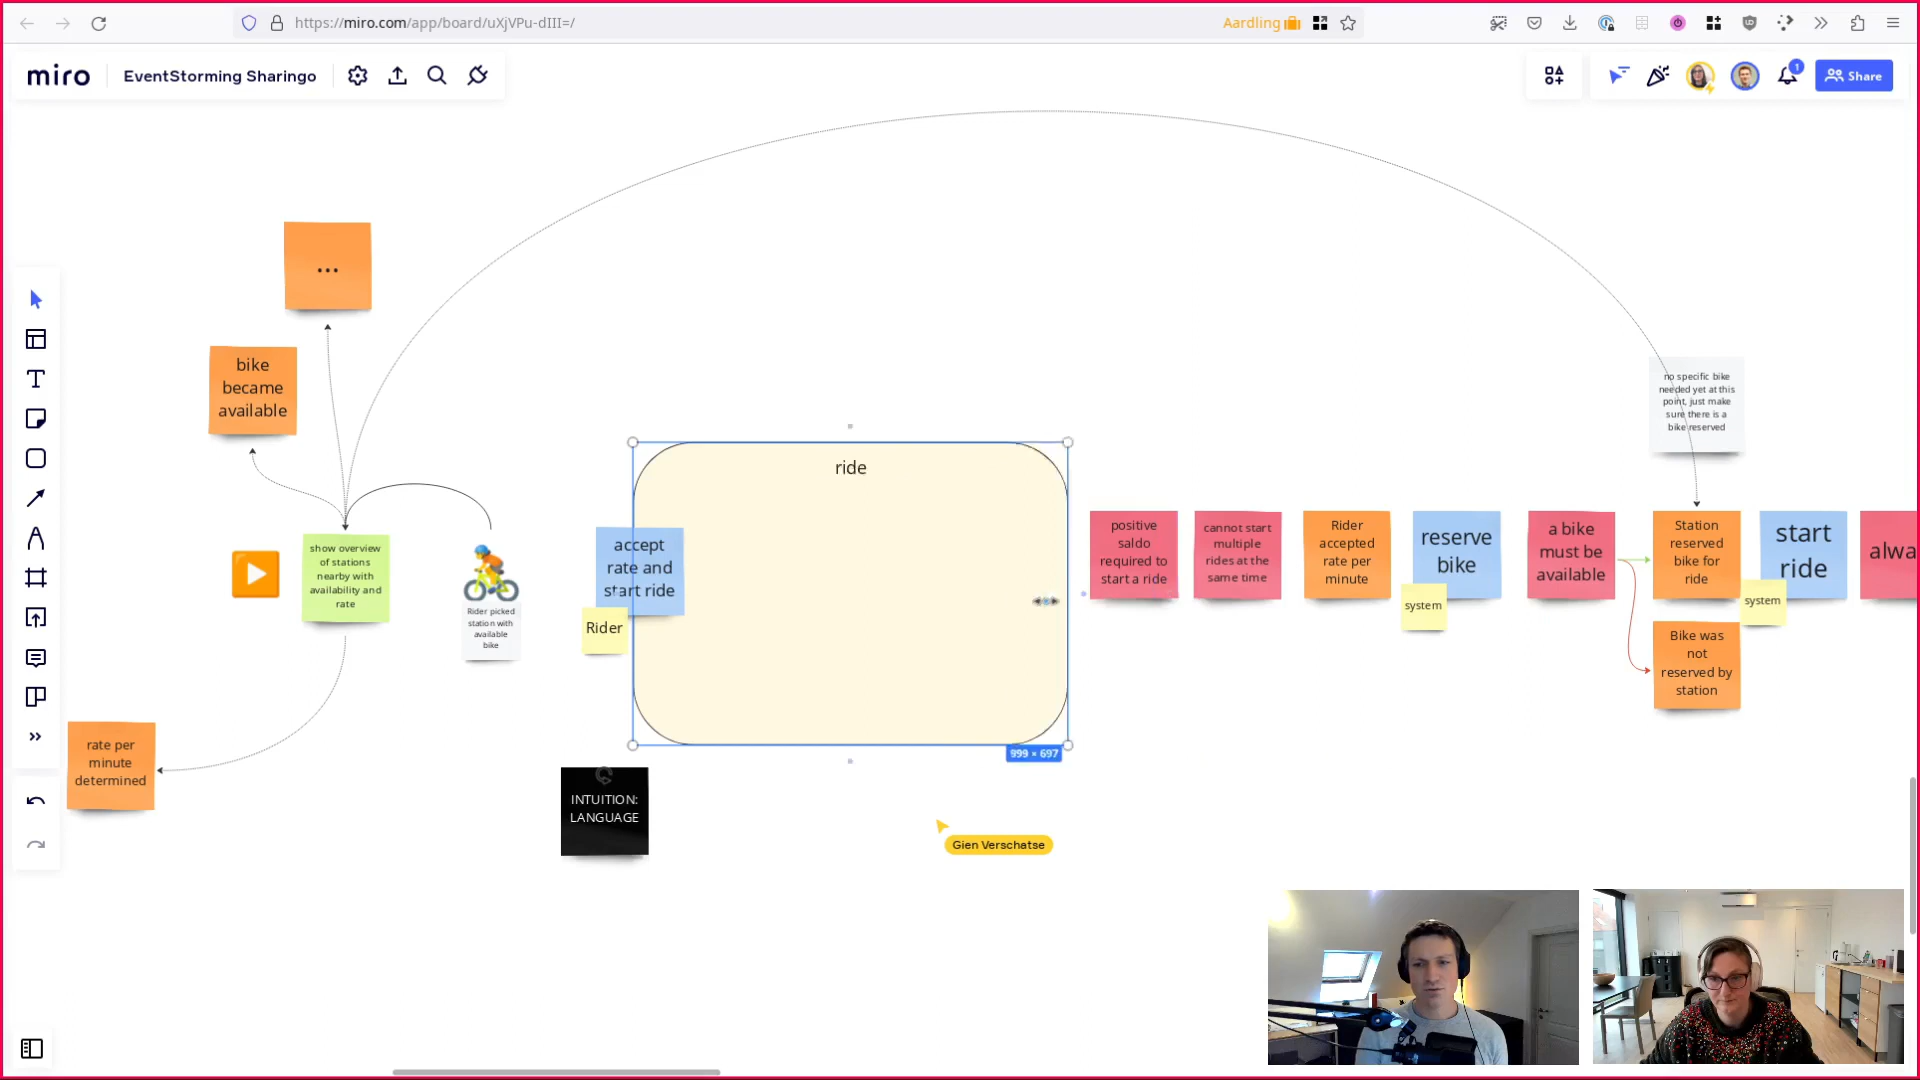 https://miro.com/app/board/uXjVPu-dIII=/
Aardling
miro
EventStorming Sharingo
1
Share
...
bike
became
available
show overview
of stations
nearby with
availability and
rate
Rider picked
station with
available
bike
rate per
minute
determined
ride
accept
rate and
start ride
Rider
999 × 697
INTUITION:
LANGUAGE
Gien Verschatse
positive
saldo
required to
start a ride
cannot start
multiple
rides at the
same time
Rider
accepted
rate per
minute
reserve
bike
system
a bike
must be
available
no specific bike
needed yet at this
point, just make
sure there is a
bike reserved
Station
reserved
bike for
ride
Bike was
not
reserved by
station
start
ride
system
alwa